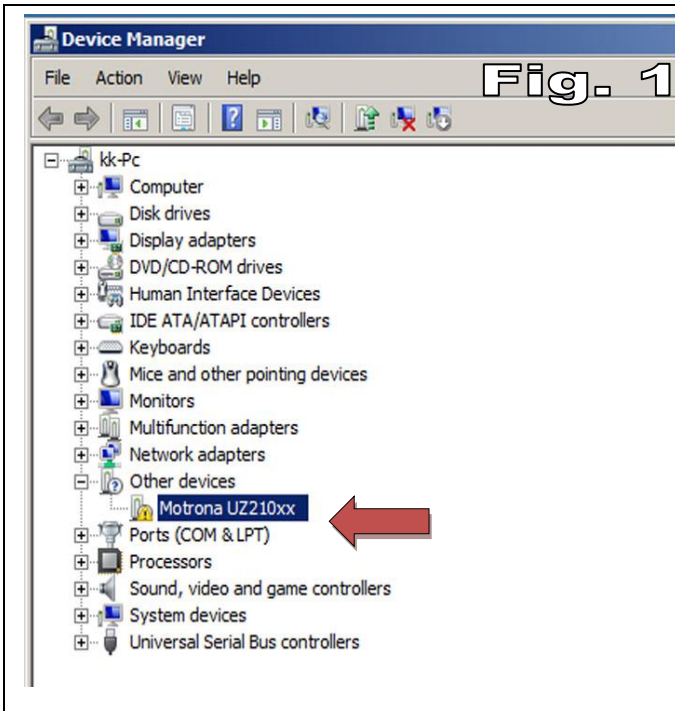 Device Manager
File Action View Help
Fig. 1
kk-Pc
Computer
Disk drives
Display adapters
DVD/CD-ROM drives
Human Interface Devices
IDE ATA/ATAPI controllers
Keyboards
Mice and other pointing devices
Monitors
Multifunction adapters
Network adapters
Other devices
Motrona UZ210xx
Ports (COM & LPT)
Processors
Sound, video and game controllers
System devices
Universal Serial Bus controllers